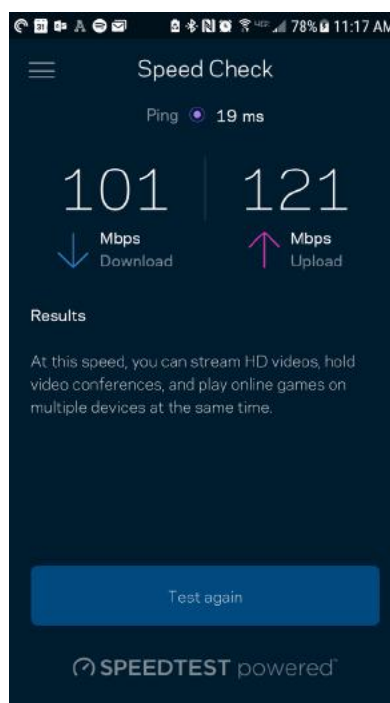 78% 11:17 AM
Speed Check
Ping 19 ms
101 121
Mbps Mbps
Download Upload
Results
At this speed, you can stream HD videos, hold
video conferences, and play online games on
multiple devices at the same time.
Test again
SPEEDTEST powered™